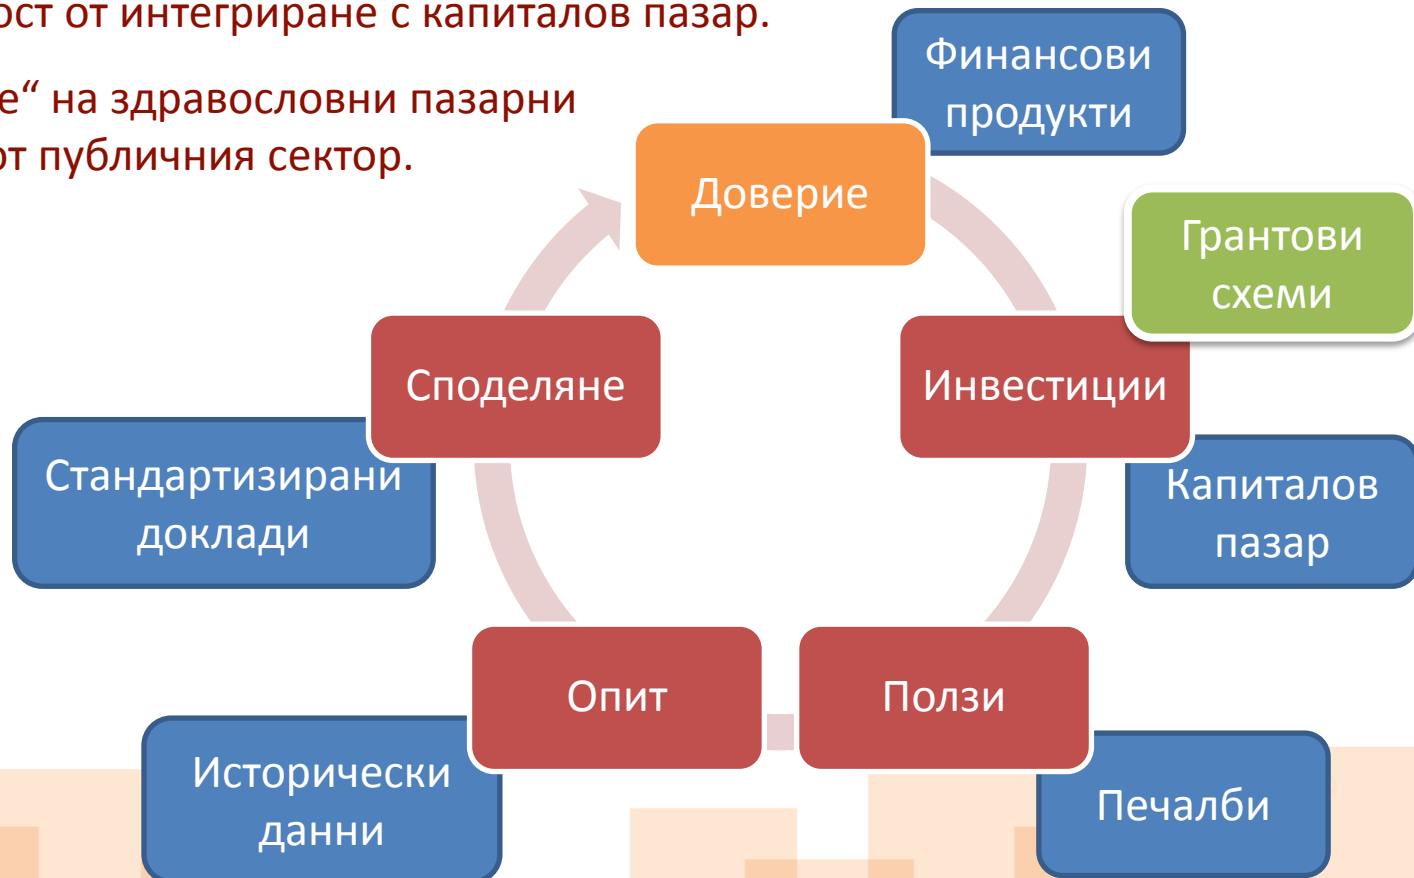 ост от интегриране с капиталов пазар.
е“ на здравословни пазарни
от публичния сектор.
Финансови
продукти
Доверие
Грантови
схеми
Споделяне
Инвестиции
Стандартизирани
доклади
Капиталов
пазар
Опит
Ползи
Исторически
данни
Печалби